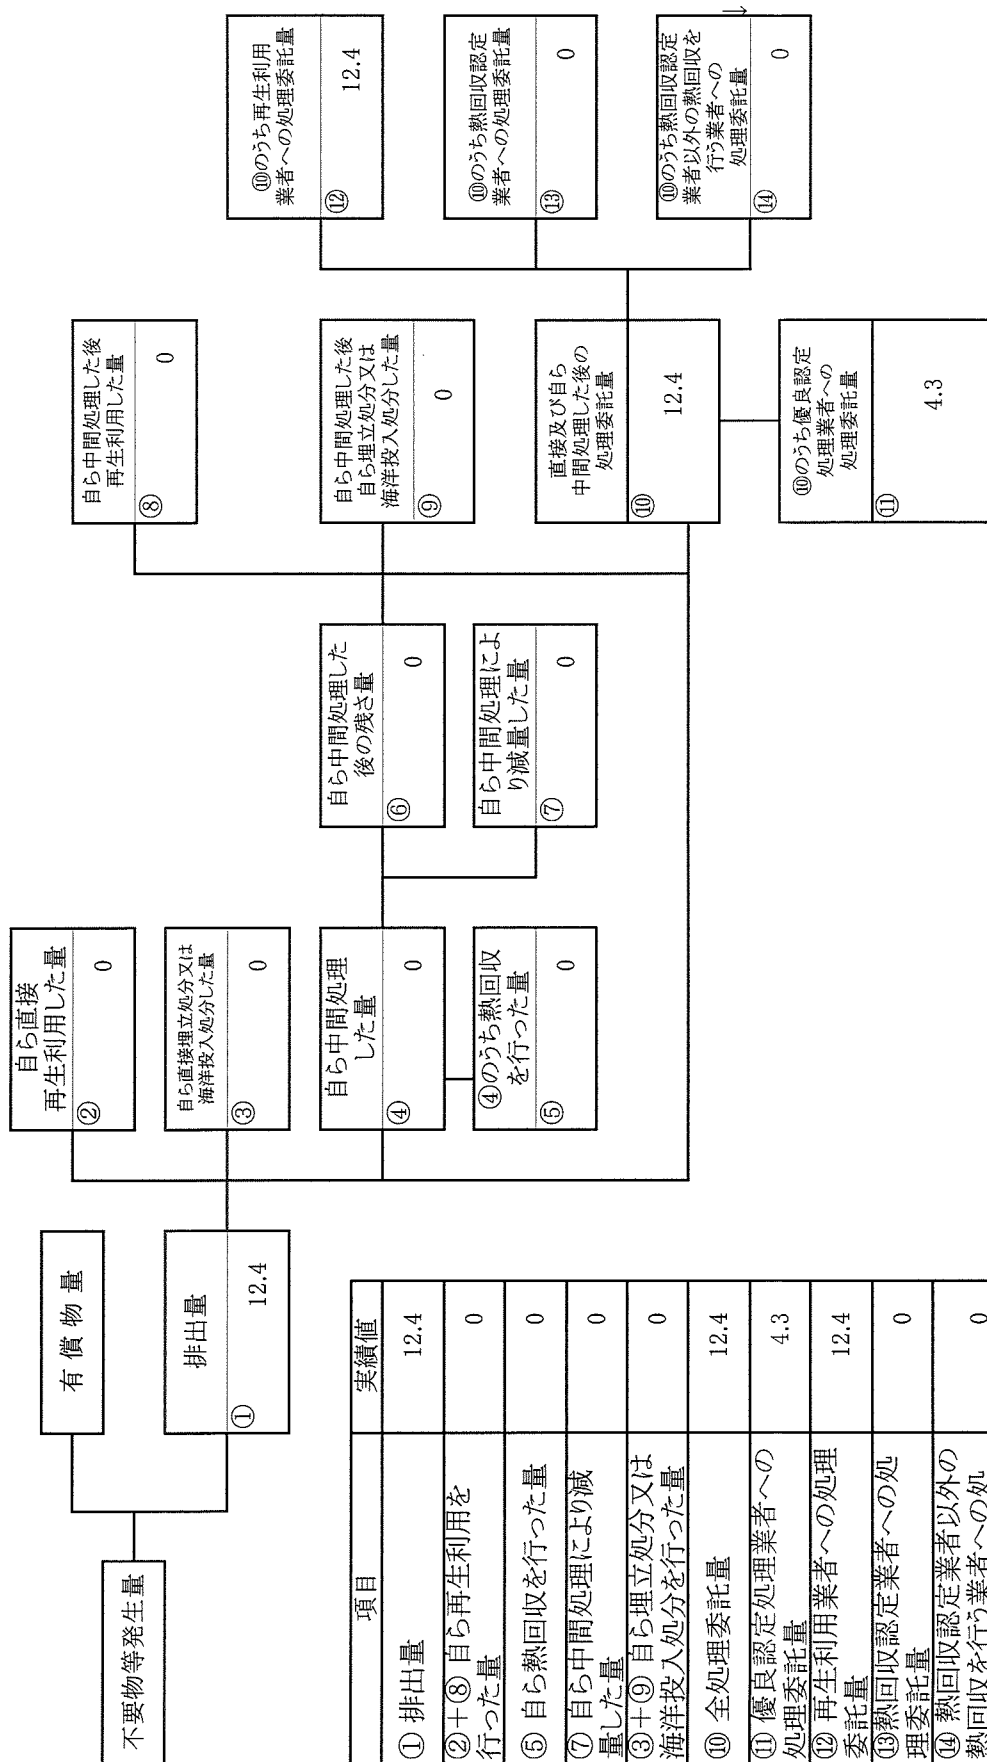 不要物等発生量
有償物量
排出量
①
12.4
自ら直接
再生利用した量
②
0
自ら直接埋立処分又は
海洋投入処分した量
③
0
自ら中間処理
した量
④
0
④のうち熱回収
を行った量
⑤
0
自ら中間処理した
後の残さ量
⑥
0
自ら中間処理によ
り減量した量
⑦
0
自ら中間処理した後
再生利用した量
⑧
0
自ら中間処理した後
自ら埋立処分又は
海洋投入処分した量
⑨
0
直接及び自ら
中間処理した後の
処理委託量
⑩
12.4
⑩のうち優良認定
処理業者への
処理委託量
⑪
4.3
⑩のうち再生利用
業者への処理委託量
⑫
12.4
⑩のうち熱回収認定
業者への処理委託量
⑬
0
⑩のうち熱回収認定
業者以外の熱回収を
行う業者への
処理委託量
⑭
0
項目 実績値
①排出量 12.4
②+⑧自ら再生利用を
行った量 0
⑤自ら熱回収を行った量 0
⑦自ら中間処理により減
量した量 0
③+⑨自ら埋立処分又は
海洋投入処分を行った量 0
⑩全処理委託量 12.4
⑪優良認定処理業者への
処理委託量 4.3
⑫再生利用業者への処理
委託量 12.4
⑬熱回収認定業者への処
理委託量 0
⑭熱回収認定業者以外の
熱回収を行う業者への処 0